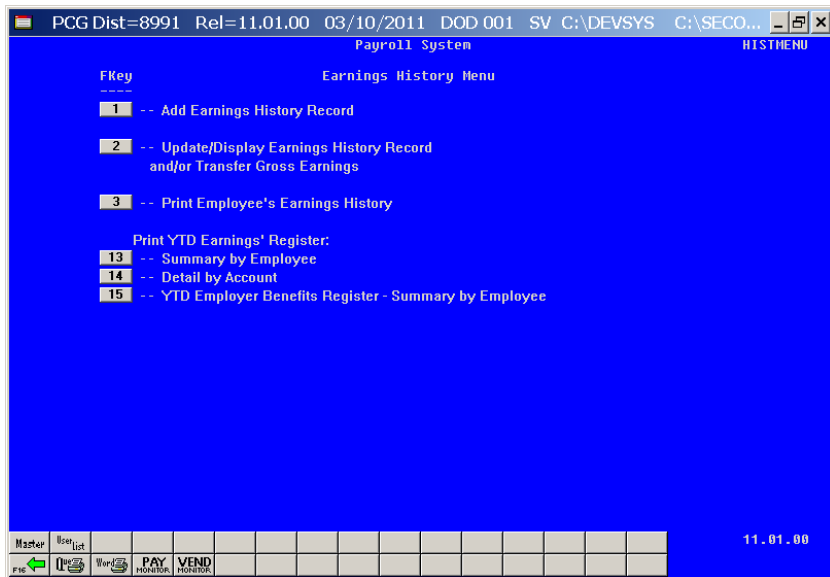 PCG Dist=8991 Rel=11.01.00 03/10/2011 DOD 001 SV C:\DEVSYS C:\SECO...
Payroll System HISTMENU
FKey Earnings History Menu
----
1 -- Add Earnings History Record
2 -- Update/Display Earnings History Record
and/or Transfer Gross Earnings
3 -- Print Employee's Earnings History
Print YTD Earnings' Register:
13 -- Summary by Employee
14 -- Detail by Account
15 -- YTD Employer Benefits Register - Summary by Employee
Master User List 11.01.00
F16 Que Word PAY MONITOR VEND MONITOR